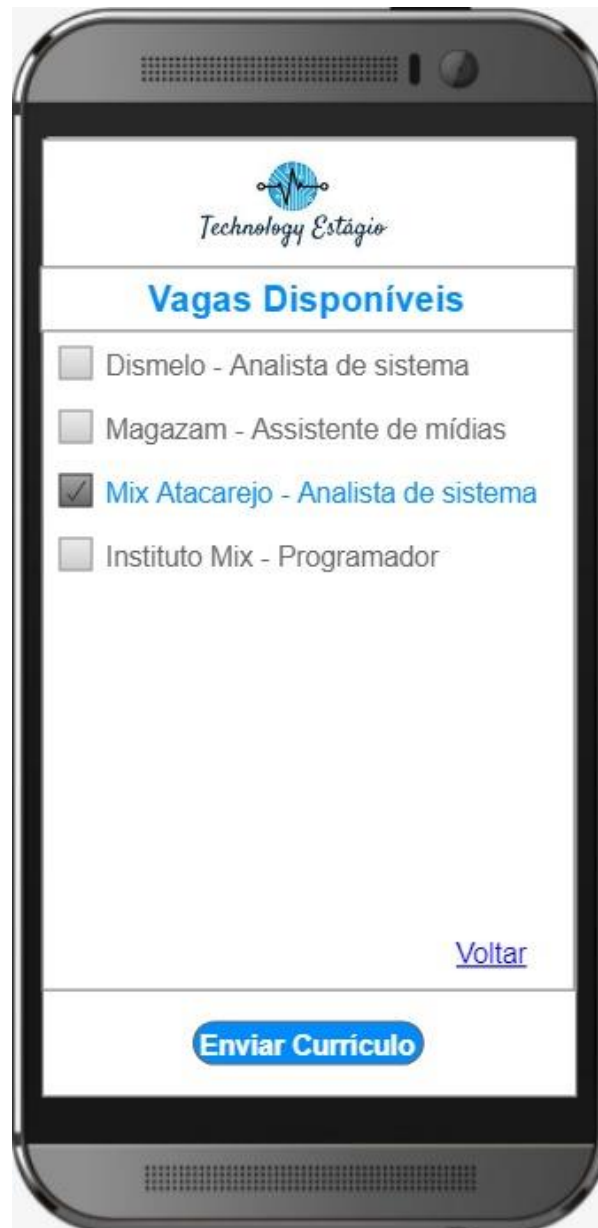 Technology Estágio
Vagas Disponíveis
Dismelo - Analista de sistema
Magazam - Assistente de mídias
Mix Atacarejo - Analista de sistema
Instituto Mix - Programador
Voltar
Enviar Currículo